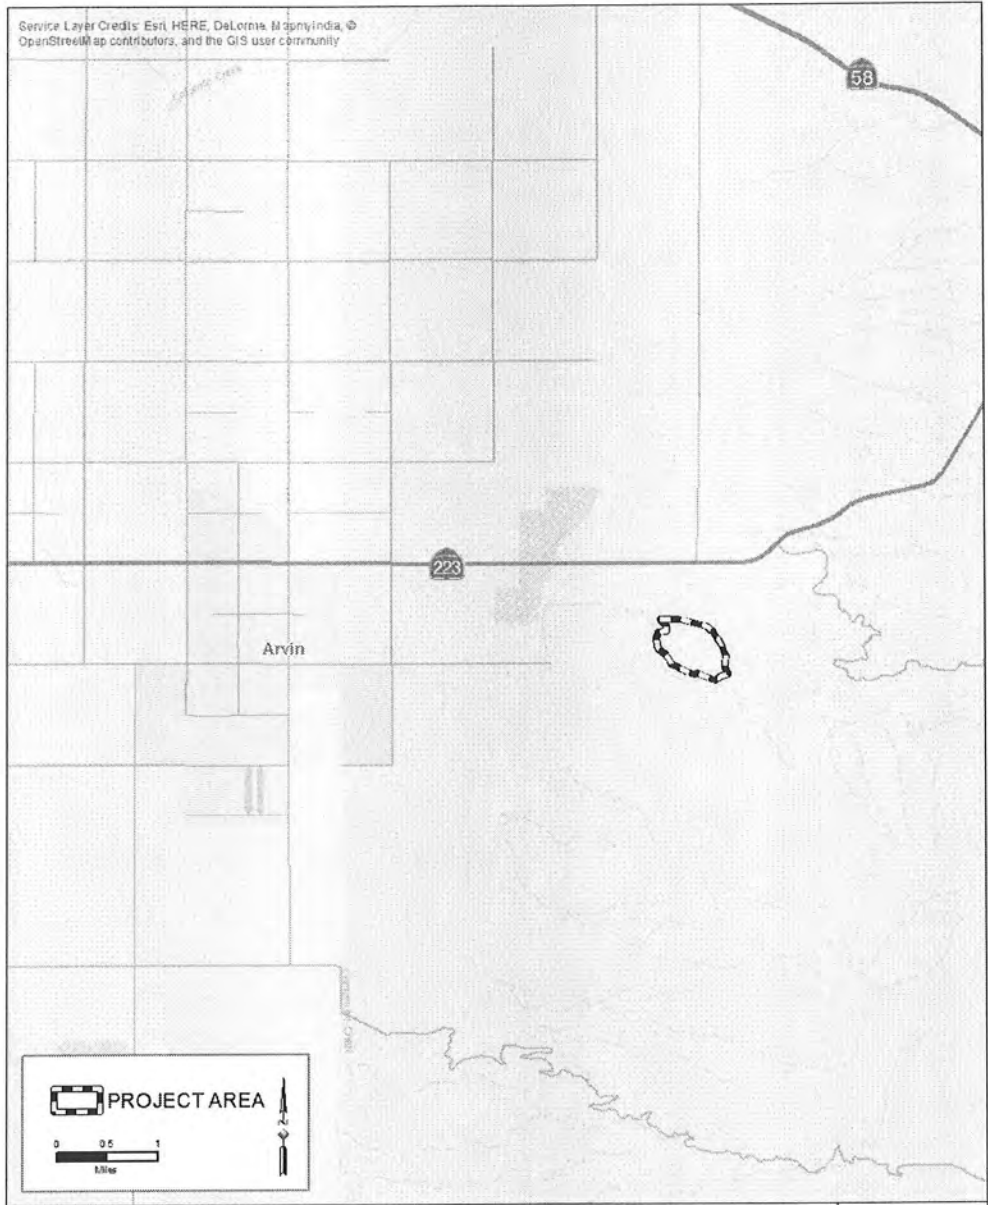 Service Layer Credits: Esri, HERE, DeLorme, MapmyIndia, ©
OpenStreetMap contributors, and the GIS user community
58
Creek
223
Arvin
PROJECT AREA
N
0 0.5 1
Miles